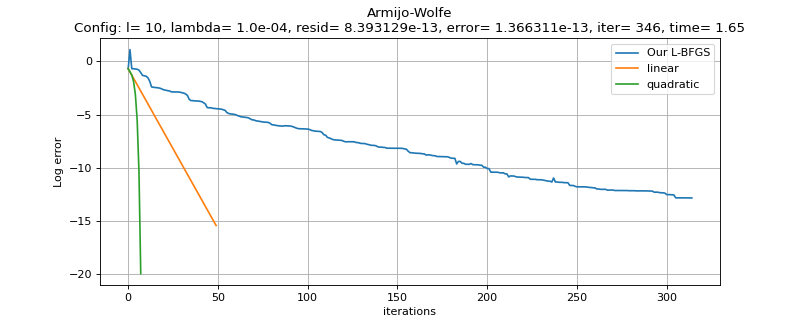 Armijo-Wolfe
Config: l= 10, lambda= 1.0e-04, resid= 8.393129e-13, error= 1.366311e-13, iter= 346, time= 1.65
Our L-BFGS
linear
quadratic
Log error
0
−5
−10
−15
−20
0 50 100 150 200 250 300
iterations